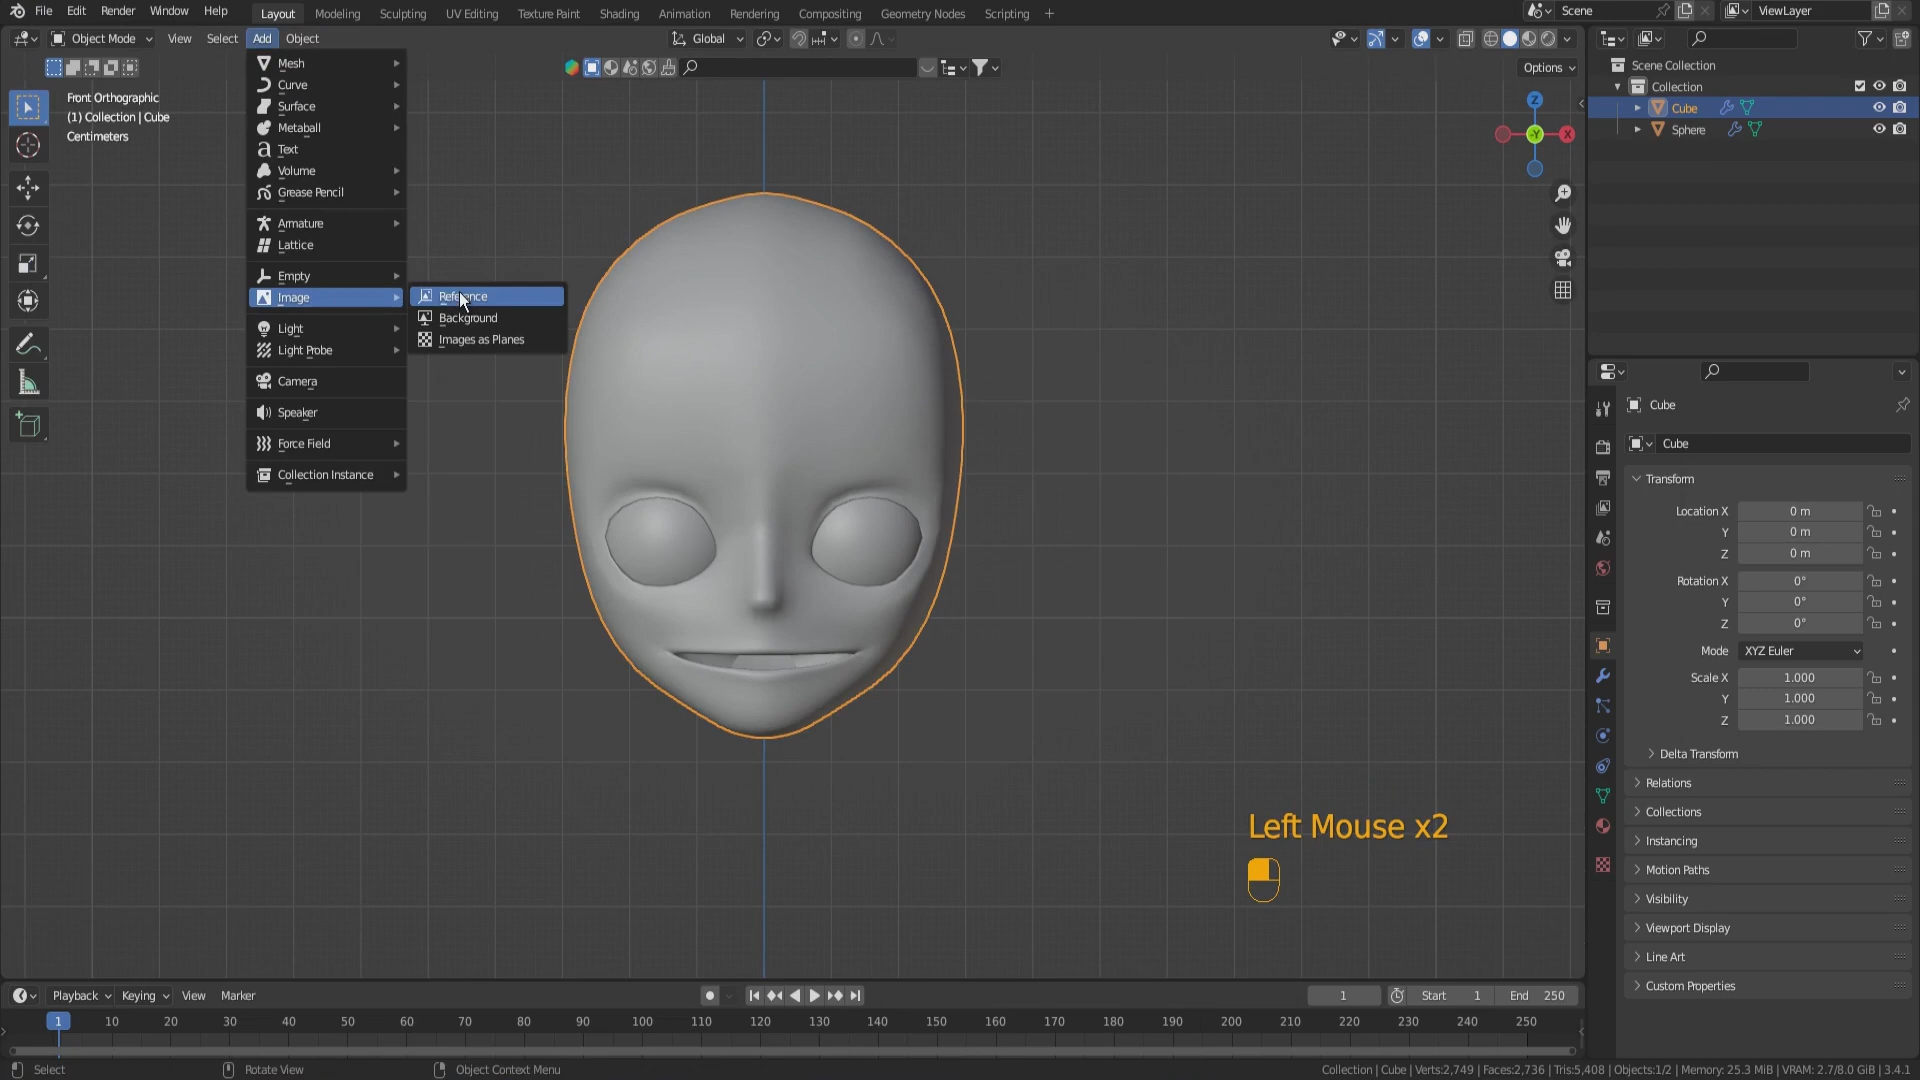 File Edit Render Window Help Layout Modeling Sculpting UV Editing Texture Paint Shading Animation Rendering Compositing Geometry Nodes Scripting + Scene ViewLayer
Object Mode View Select Add Object Global
Options
Front Orthographic
(1) Collection | Cube
Centimeters
Mesh
Curve
Surface
Metaball
Text
Volume
Grease Pencil
Armature
Lattice
Empty
Image
Light
Light Probe
Camera
Speaker
Force Field
Collection Instance
Reference
Background
Images as Planes
Z
-Y X
Left Mouse x2
Scene Collection
Collection
Cube
Sphere
Cube
Cube
Transform
Location X 0 m
Y 0 m
Z 0 m
Rotation X 0°
Y 0°
Z 0°
Mode XYZ Euler
Scale X 1.000
Y 1.000
Z 1.000
Delta Transform
Relations
Collections
Instancing
Motion Paths
Visibility
Viewport Display
Line Art
Custom Properties
Playback Keying View Marker 1 Start 1 End 250
1 10 20 30 40 50 60 70 80 90 100 110 120 130 140 150 160 170 180 190 200 210 220 230 240 250
Select Rotate View Object Context Menu Collection | Cube | Verts:2,749 | Faces:2,736 | Tris:5,408 | Objects:1/2 | Memory: 25.3 MiB | VRAM: 2.7/8.0 GiB | 3.4.1